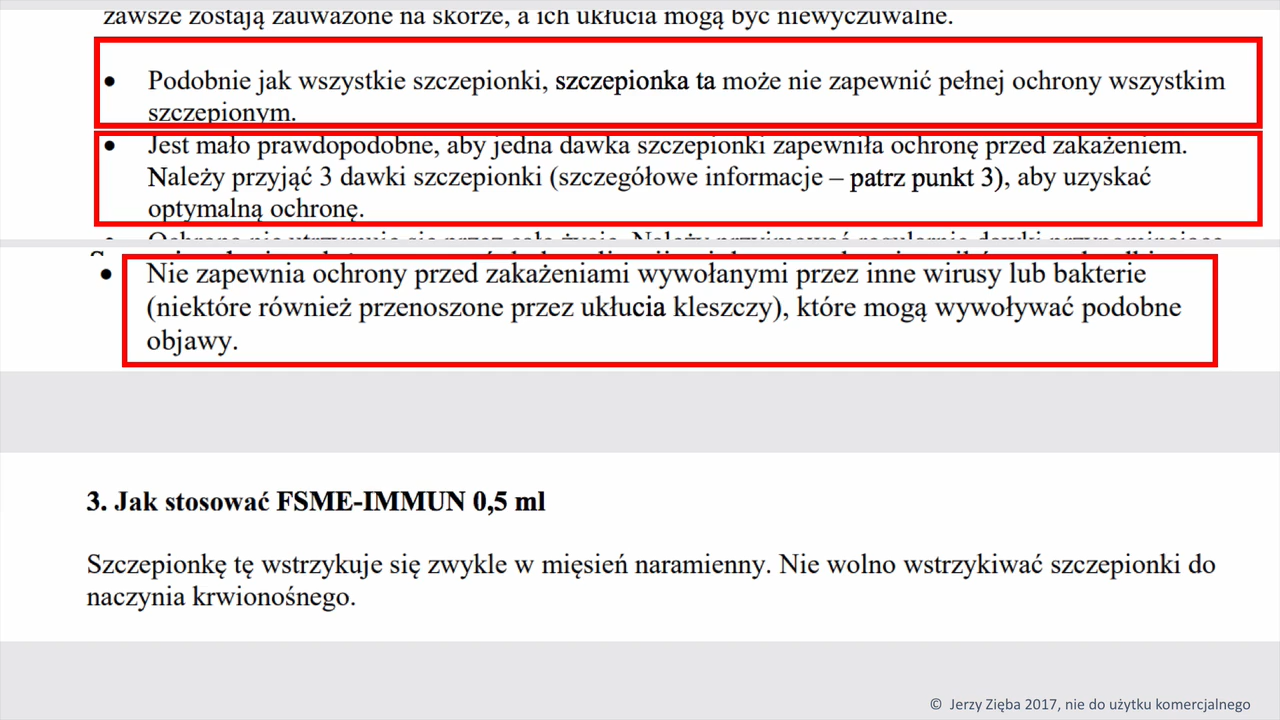 zawsze zostają zauważone na skórze, a ich ukłucia mogą być niewyczuwalne.
• Podobnie jak wszystkie szczepionki, szczepionka ta może nie zapewnić pełnej ochrony wszystkim
szczepionym.
• Jest mało prawdopodobne, aby jedna dawka szczepionki zapewniła ochronę przed zakażeniem.
Należy przyjąć 3 dawki szczepionki (szczegółowe informacje – patrz punkt 3), aby uzyskać
optymalną ochronę.
• Nie zapewnia ochrony przed zakażeniami wywołanymi przez inne wirusy lub bakterie
(niektóre również przenoszone przez ukłucia kleszczy), które mogą wywoływać podobne
objawy.
3. Jak stosować FSME-IMMUN 0,5 ml
Szczepionkę tę wstrzykuje się zwykle w mięsień naramienny. Nie wolno wstrzykiwać szczepionki do
naczynia krwionośnego.
© Jerzy Zięba 2017, nie do użytku komercjalnego